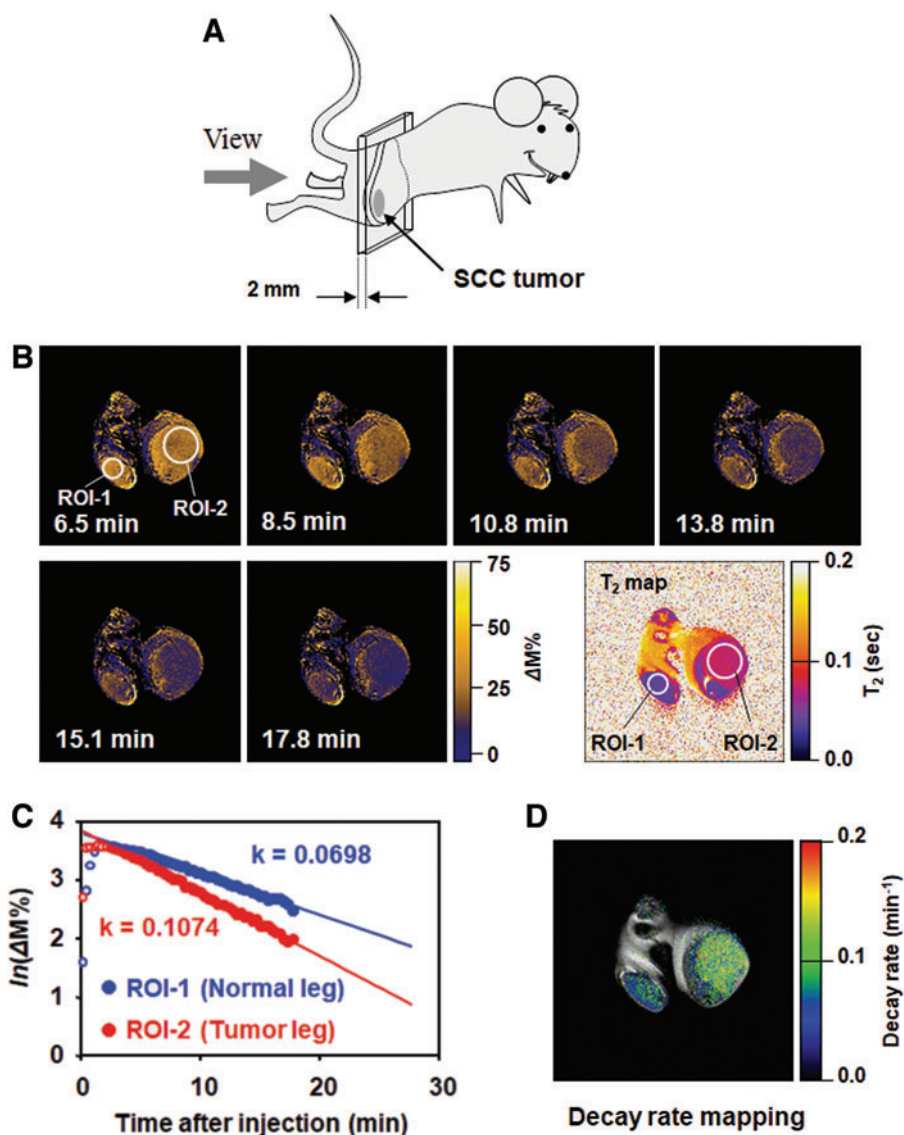 A
View
2 mm
SCC tumor
B
ROI-1
ROI-2
6.5 min
8.5 min
10.8 min
13.8 min
15.1 min
17.8 min
75
50
25
0
ΔM%
T₂ map
ROI-1
ROI-2
0.2
0.1
0.0
T₂ (sec)
C
4
3
2
1
0
ln(ΔM%)
k = 0.0698
k = 0.1074
ROI-1 (Normal leg)
ROI-2 (Tumor leg)
0 10 20 30
Time after injection (min)
D
0.2
0.1
0.0
Decay rate (min⁻¹)
Decay rate mapping